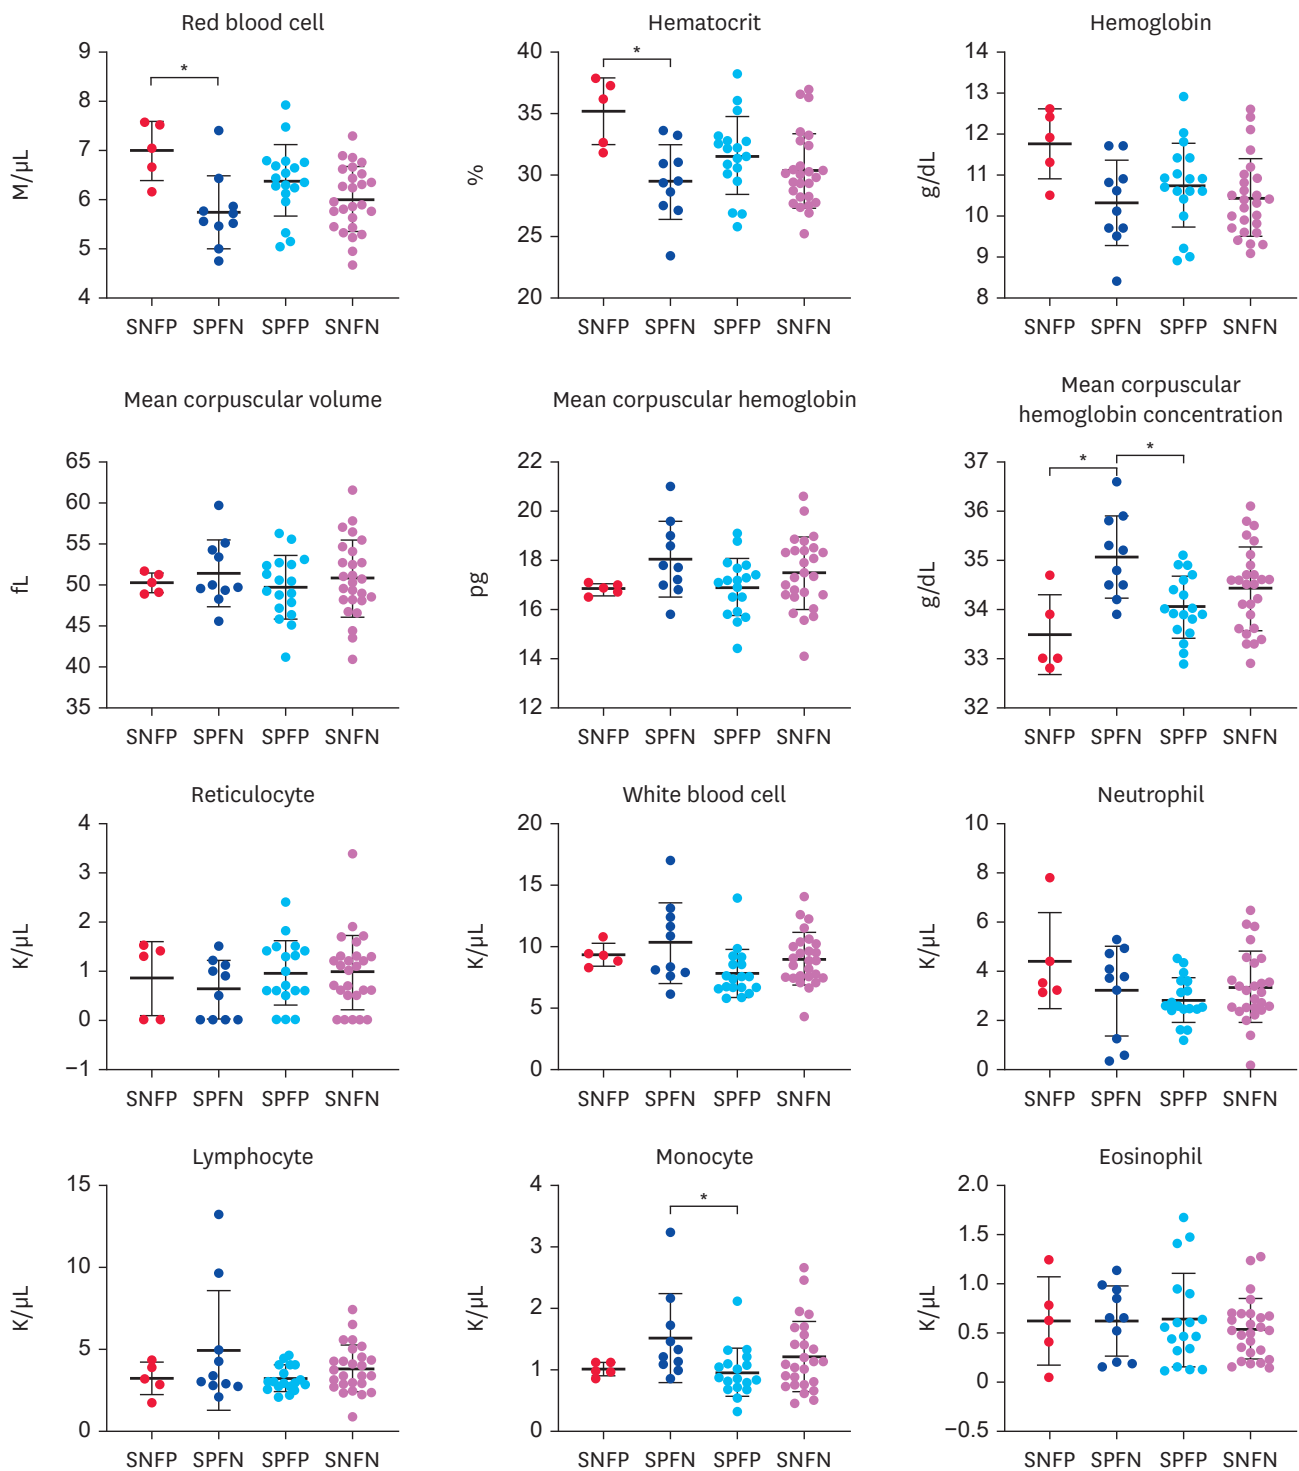 Red blood cell
Hematocrit
Hemoglobin
M/µL
9
8
7
6
5
4
*
SNFP SPFN SPFP SNFN
%
40
35
30
25
20
*
SNFP SPFN SPFP SNFN
g/dL
14
13
12
11
10
9
8
SNFP SPFN SPFP SNFN
Mean corpuscular volume
Mean corpuscular hemoglobin
Mean corpuscular
hemoglobin concentration
fL
65
60
55
50
45
40
35
SNFP SPFN SPFP SNFN
pg
22
20
18
16
14
12
SNFP SPFN SPFP SNFN
g/dL
37
36
35
34
33
32
*
*
SNFP SPFN SPFP SNFN
Reticulocyte
White blood cell
Neutrophil
K/µL
4
3
2
1
0
−1
SNFP SPFN SPFP SNFN
K/µL
20
15
10
5
0
SNFP SPFN SPFP SNFN
K/µL
10
8
6
4
2
0
SNFP SPFN SPFP SNFN
Lymphocyte
Monocyte
Eosinophil
K/µL
15
10
5
0
SNFP SPFN SPFP SNFN
K/µL
4
3
2
1
0
*
SNFP SPFN SPFP SNFN
K/µL
2.0
1.5
1.0
0.5
0
−0.5
SNFP SPFN SPFP SNFN